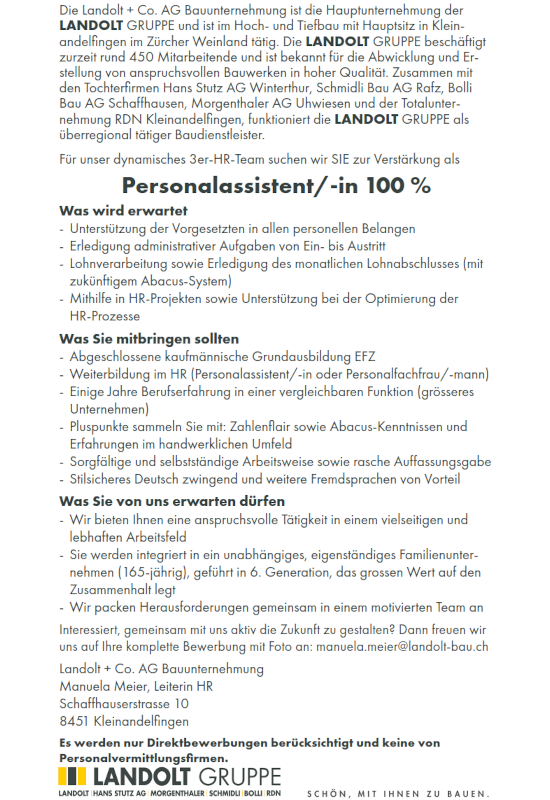 Die Landolt + Co. AG Bauunternehmung ist die Hauptunternehmung der
LANDOLT GRUPPE und ist im Hoch- und Tiefbau mit Hauptsitz in Klein-
andelfingen im Zürcher Weinland tätig. Die LANDOLT GRUPPE beschäftigt
zurzeit rund 450 Mitarbeitende und ist bekannt für die Abwicklung und Er-
stellung von anspruchsvollen Bauwerken in hoher Qualität. Zusammen mit
den Tochterfirmen Hans Stutz AG Winterthur, Schmidli Bau AG Rafz, Bolli
Bau AG Schaffhausen, Morgenthaler AG Uhwiesen und der Totalunter-
nehmung RDN Kleinandelfingen, funktioniert die LANDOLT GRUPPE als
überregional tätiger Baudienstleister.
Für unser dynamisches 3er-HR-Team suchen wir SIE zur Verstärkung als
Personalassistent/-in 100 %
Was wird erwartet
- Unterstützung der Vorgesetzten in allen personellen Belangen
- Erledigung administrativer Aufgaben von Ein- bis Austritt
- Lohnverarbeitung sowie Erledigung des monatlichen Lohnabschlusses (mit
zukünftigem Abacus-System)
- Mithilfe in HR-Projekten sowie Unterstützung bei der Optimierung der
HR-Prozesse
Was Sie mitbringen sollten
- Abgeschlossene kaufmännische Grundausbildung EFZ
- Weiterbildung im HR (Personalassistent/-in oder Personalfachfrau/-mann)
- Einige Jahre Berufserfahrung in einer vergleichbaren Funktion (grösseres
Unternehmen)
- Pluspunkte sammeln Sie mit: Zahlenflair sowie Abacus-Kenntnissen und
Erfahrungen im handwerklichen Umfeld
- Sorgfältige und selbstständige Arbeitsweise sowie rasche Auffassungsgabe
- Stilsicheres Deutsch zwingend und weitere Fremdsprachen von Vorteil
Was Sie von uns erwarten dürfen
- Wir bieten Ihnen eine anspruchsvolle Tätigkeit in einem vielseitigen und
lebhaften Arbeitsfeld
- Sie werden integriert in ein unabhängiges, eigenständiges Familienunter-
nehmen (165-jährig), geführt in 6. Generation, das grossen Wert auf den
Zusammenhalt legt
- Wir packen Herausforderungen gemeinsam in einem motivierten Team an
Interessiert, gemeinsam mit uns aktiv die Zukunft zu gestalten? Dann freuen wir
uns auf Ihre komplette Bewerbung mit Foto an: manuela.meier@landolt-bau.ch
Landolt + Co. AG Bauunternehmung
Manuela Meier, Leiterin HR
Schaffhauserstrasse 10
8451 Kleinandelfingen
Es werden nur Direktbewerbungen berücksichtigt und keine von
Personalvermittlungsfirmen.
LANDOLT GRUPPE
LANDOLT | HANS STUTZ AG | MORGENTHALER | SCHMIDLI | BOLLI | RDN
SCHÖN, MIT IHNEN ZU BAUEN.